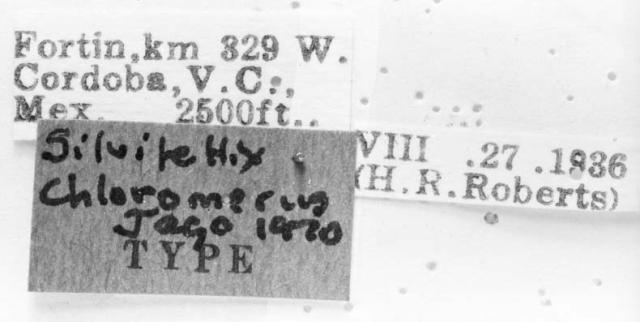 Fortin,km 329 W.
Cordoba,V.C.,
Mex. 2500ft..
VIII .27 .1936
(H.R.Roberts)
Silvitettix
chloromerus
Jago 1970
TYPE